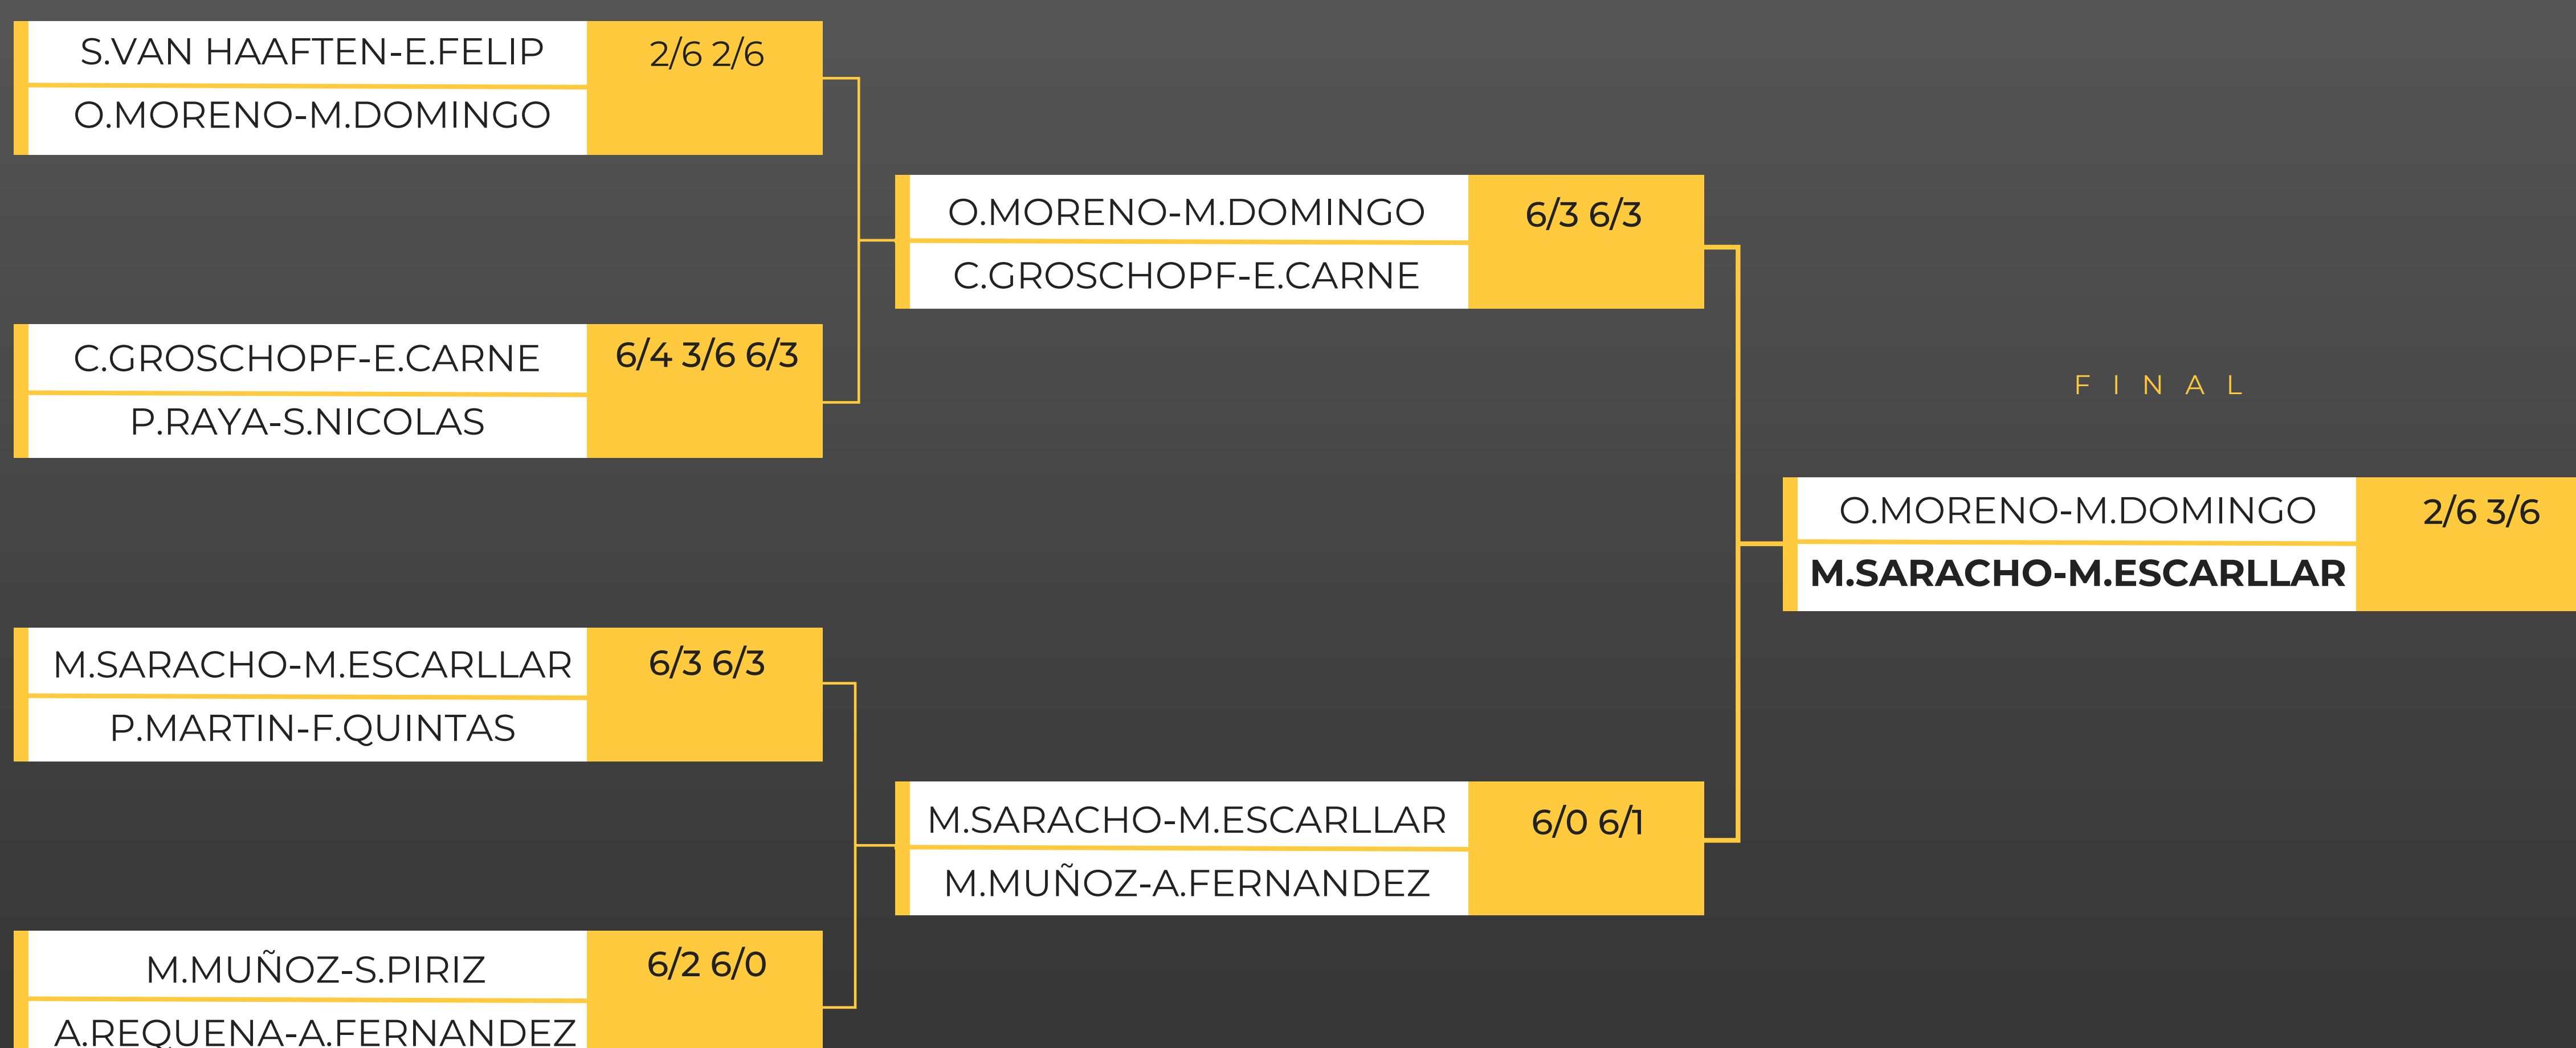 S.VAN HAAFTEN-E.FELIP
2/6 2/6
O.MORENO-M.DOMINGO
O.MORENO-M.DOMINGO
6/3 6/3
C.GROSCHOPF-E.CARNE
C.GROSCHOPF-E.CARNE
6/4 3/6 6/3
P.RAYA-S.NICOLAS
FINAL
O.MORENO-M.DOMINGO
2/6 3/6
M.SARACHO-M.ESCARLLAR
M.SARACHO-M.ESCARLLAR
6/3 6/3
P.MARTIN-F.QUINTAS
M.SARACHO-M.ESCARLLAR
6/0 6/1
M.MUÑOZ-A.FERNANDEZ
M.MUÑOZ-S.PIRIZ
6/2 6/0
A.REQUENA-A.FERNANDEZ